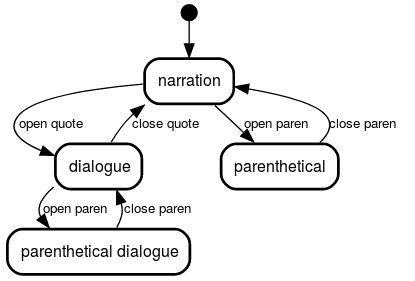 narration
open quote
close quote
open paren
close paren
dialogue
parenthetical
open paren
close paren
parenthetical dialogue